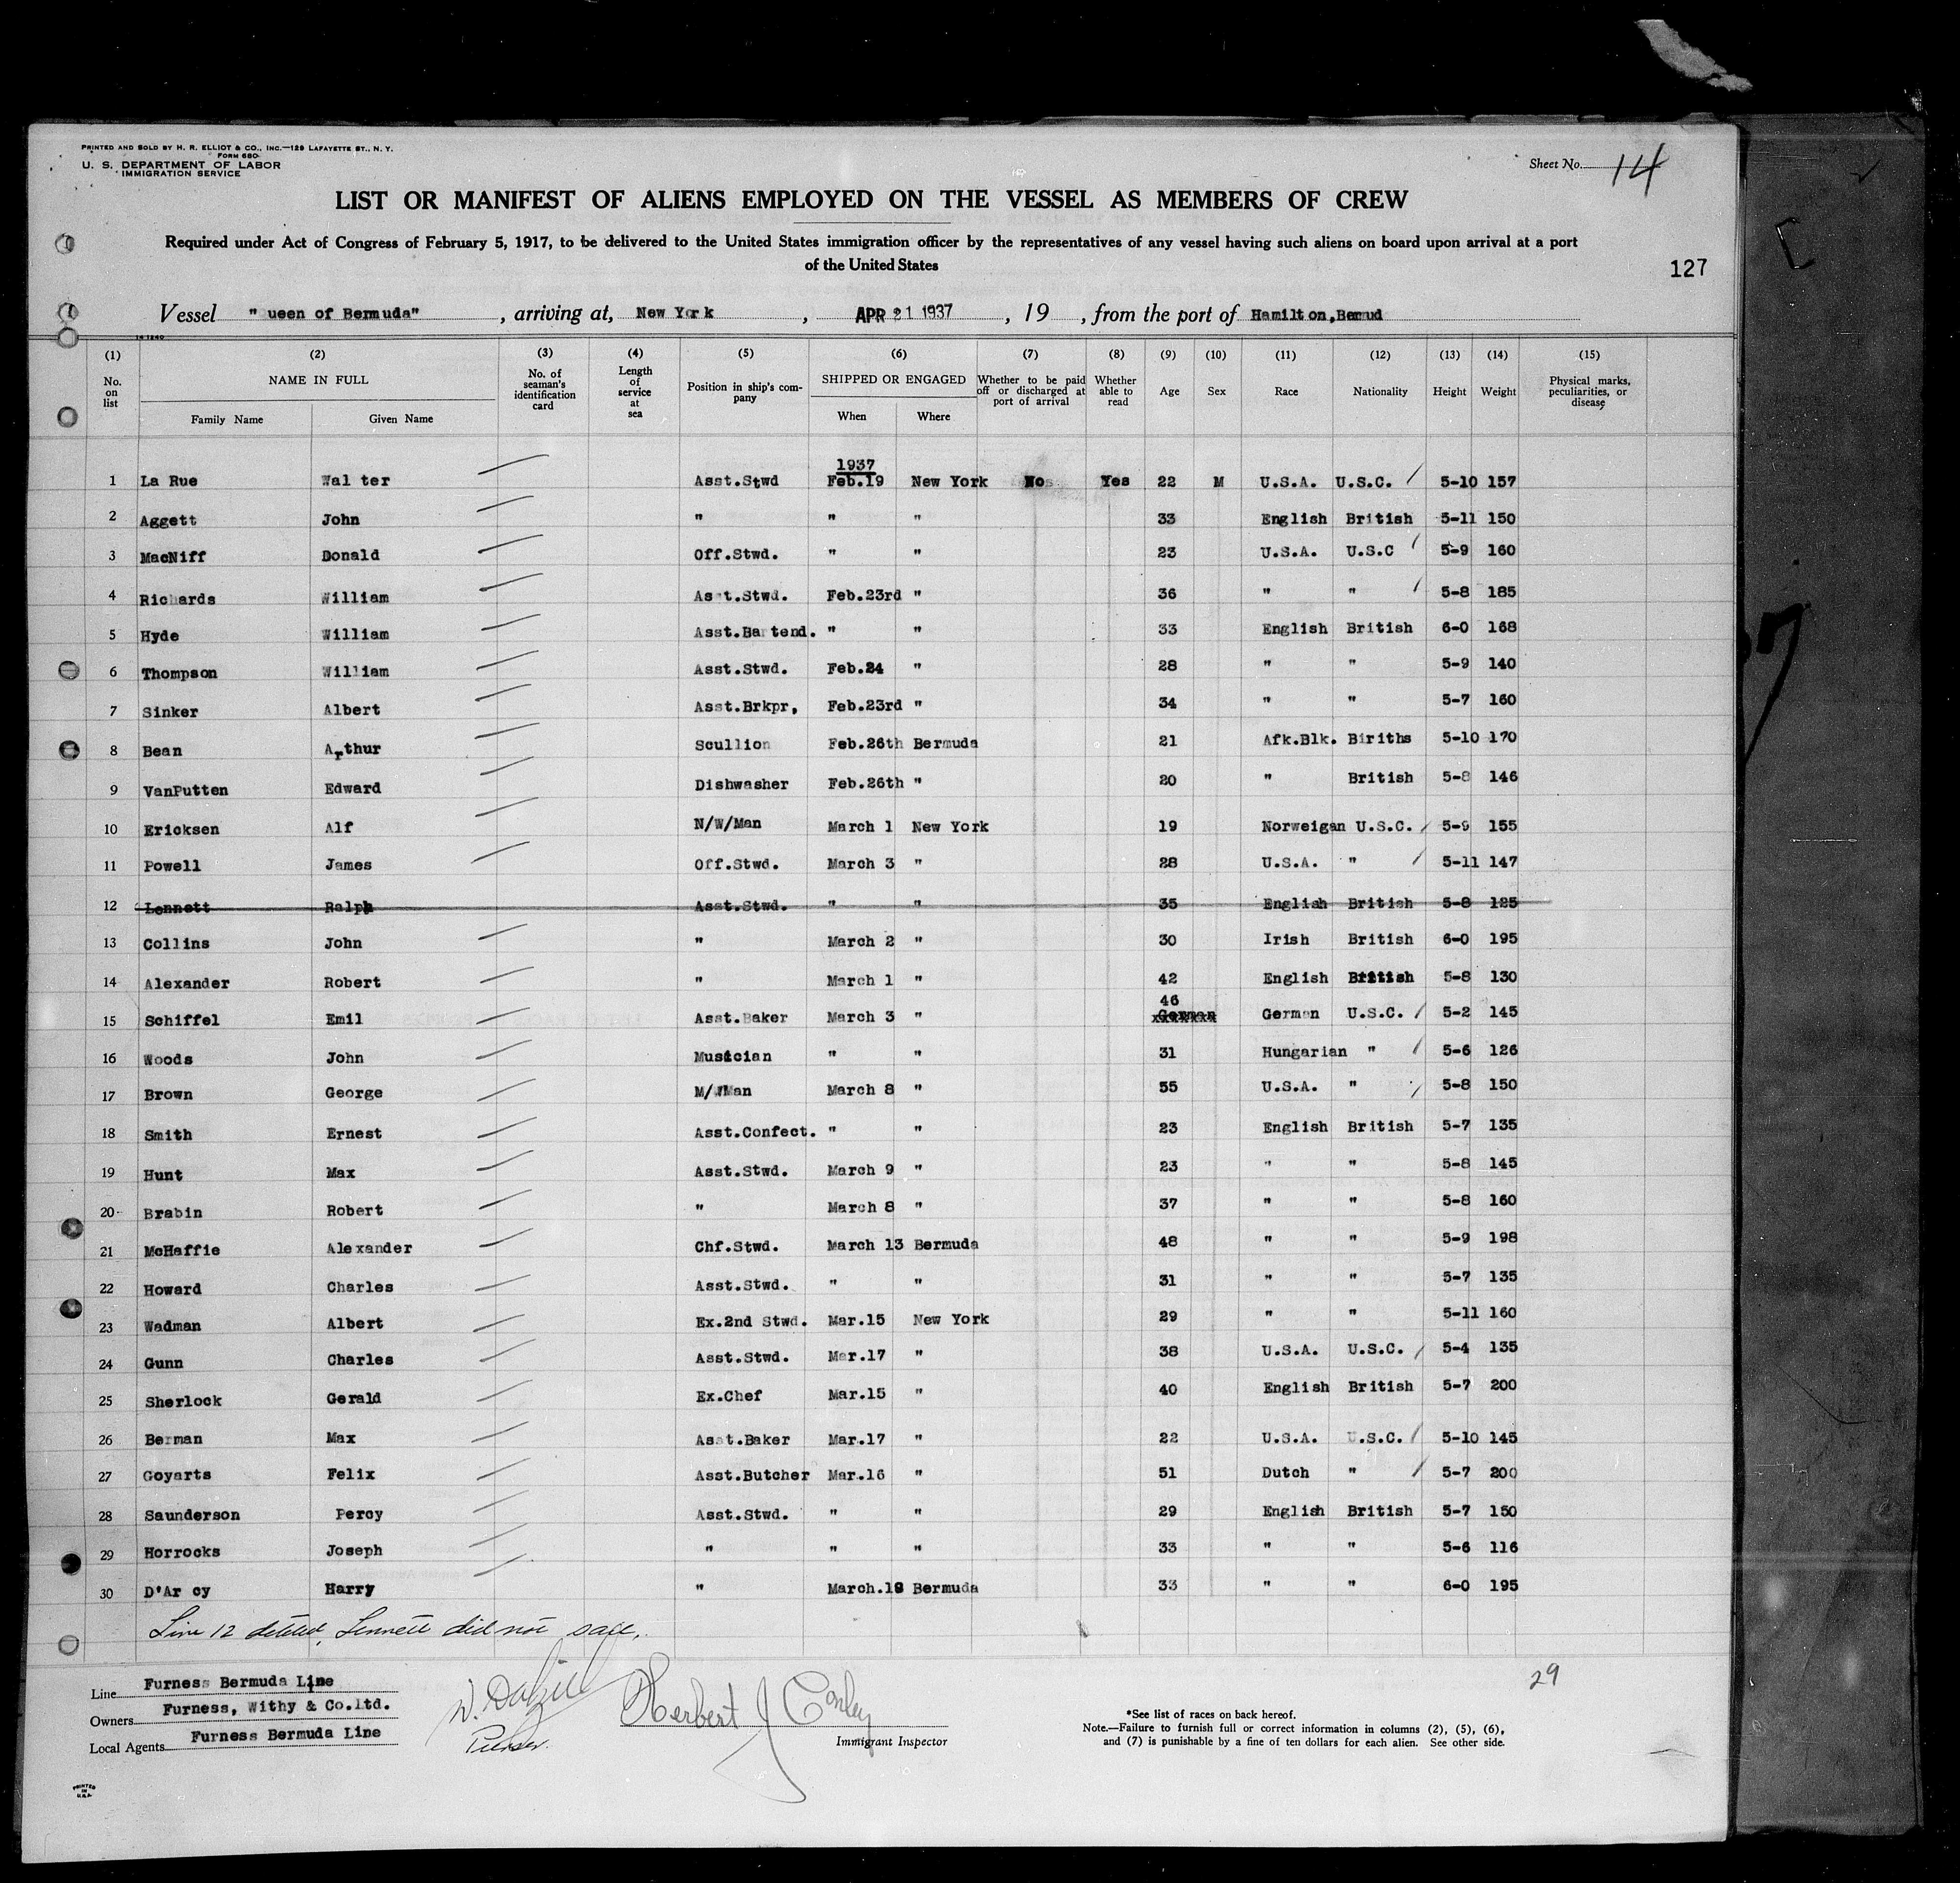 PRINTED AND SOLD BY H. R. ELLIOT & CO., INC.—129 LAFAYETTE ST., N. Y.
FORM 680
U. S. DEPARTMENT OF LABOR
IMMIGRATION SERVICE
Sheet No. 14
LIST OR MANIFEST OF ALIENS EMPLOYED ON THE VESSEL AS MEMBERS OF CREW
Required under Act of Congress of February 5, 1917, to be delivered to the United States immigration officer by the representatives of any vessel having such aliens on board upon arrival at a port
of the United States
127
Vessel " ueen of Bermuda" , arriving at, New York , APR 21 1937 , 19 , from the port of Hamilton,Bermud
(1) (2) (3) (4) (5) (6) (7) (8) (9) (10) (11) (12) (13) (14) (15)
No. on list NAME IN FULL Family Name Given Name No. of seaman's identification card Length of service at sea Position in ship's company SHIPPED OR ENGAGED When Where Whether to be paid off or discharged at port of arrival Whether able to read Age Sex Race Nationality Height Weight Physical marks, peculiarities, or disease
1937
1 La Rue Wal ter Asst.Stwd Feb.19 New York No Yes 22 M U.S.A. U.S.C. 5-10 157
2 Aggett John " " " 33 English British 5-11 150
3 MacNiff Donald Off.Stwd. " " 23 U.S.A. U.S.C 5-9 160
4 Richards William Asst.Stwd. Feb.23rd " 36 " " 5-8 185
5 Hyde William Asst.Bartend. " " 33 English British 6-0 168
6 Thompson William Asst.Stwd. Feb.24 " 28 " " 5-9 140
7 Sinker Albert Asst.Brkpr, Feb.23rd " 34 " " 5-7 160
8 Bean Arthur Scullion Feb.26th Bermuda 21 Afk.Blk. Biriths 5-10 170
9 VanPutten Edward Dishwasher Feb.26th " 20 " British 5-8 146
10 Ericksen Alf N/W/Man March 1 New York 19 Norweigan U.S.C. 5-9 155
11 Powell James Off.Stwd. March 3 " 28 U.S.A. " 5-11 147
12 Lennett Ralph Asst.Stwd. " " 35 English British 5-8 125
13 Collins John " March 2 " 30 Irish British 6-0 195
14 Alexander Robert " March 1 " 42 English British 5-8 130
46
15 Schiffel Emil Asst.Baker March 3 " German German U.S.C. 5-2 145
16 Woods John Musician " " 31 Hungarian " 5-6 126
17 Brown George M/WMan March 8 " 55 U.S.A. " 5-8 150
18 Smith Ernest Asst.Confect. " " 23 English British 5-7 135
19 Hunt Max Asst.Stwd. March 9 " 23 " " 5-8 145
20 Brabin Robert " March 8 " 37 " " 5-8 160
21 McHaffie Alexander Chf.Stwd. March 13 Bermuda 48 " " 5-9 198
22 Howard Charles Asst.Stwd. " " 31 " " 5-7 135
23 Wadman Albert Ex.2nd Stwd. Mar.15 New York 29 " " 5-11 160
24 Gunn Charles Asst.Stwd. Mar.17 " 38 U.S.A. U.S.C. 5-4 135
25 Sherlock Gerald Ex.Chef Mar.15 " 40 English British 5-7 200
26 Berman Max Asst.Baker Mar.17 " 22 U.S.A. U.S.C. 5-10 145
27 Goyarts Felix Asst.Butcher Mar.16 " 51 Dutch " 5-7 200
28 Saunderson Percy Asst.Stwd. " " 29 English British 5-7 150
29 Horrocks Joseph " " " 33 " " 5-6 116
30 D'Ar cy Harry " March.18 Bermuda 33 " " 6-0 195
Line 12 deleted, Lennett did not sail.
29
Line Furness Bermuda Line
Owners Furness, Withy & Co.ltd.
Local Agents Furness Bermuda Line
Purser.
Herbert J Conley
Immigrant Inspector
*See list of races on back hereof.
Note.—Failure to furnish full or correct information in columns (2), (5), (6),
and (7) is punishable by a fine of ten dollars for each alien. See other side.
PRINTED IN U.S.A.